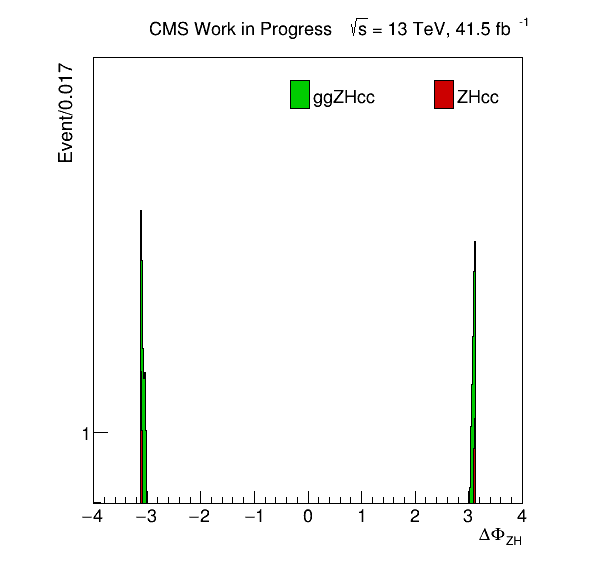 CMS Work in Progress √s = 13 TeV, 41.5 fb⁻¹
Event/0.017
ggZHcc ZHcc
1
−4 −3 −2 −1 0 1 2 3 4
ΔΦZH